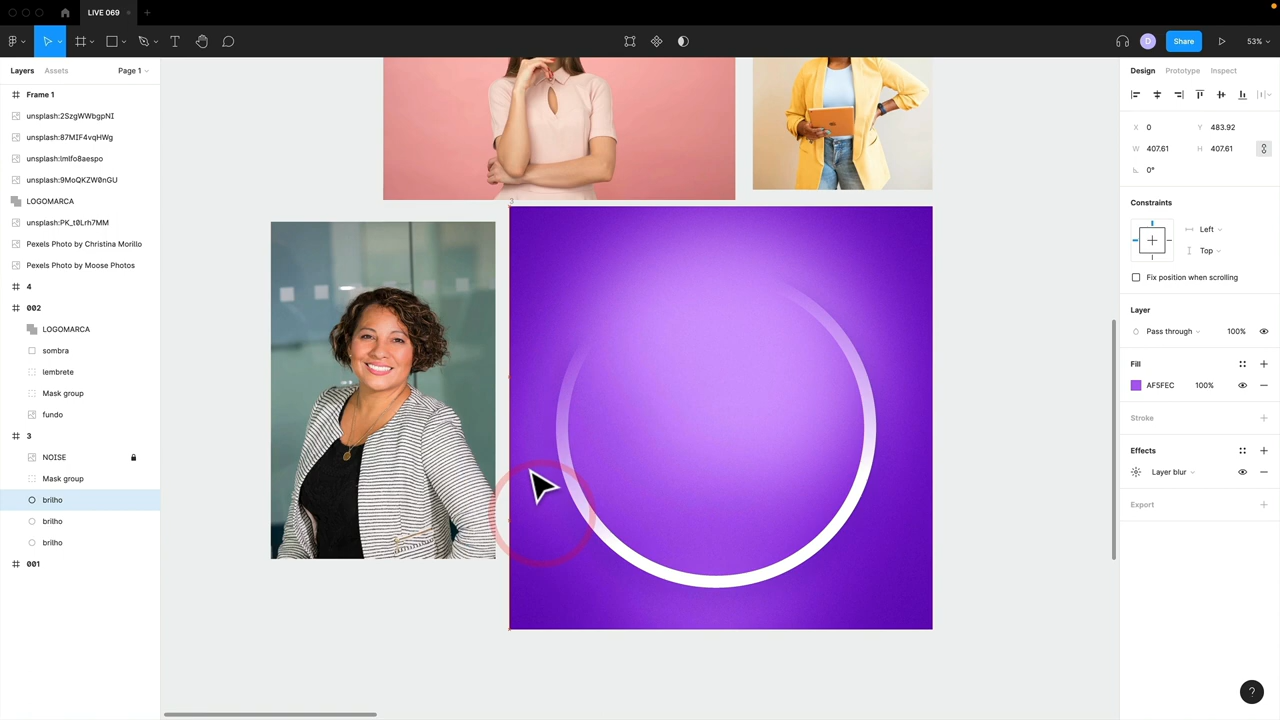 LIVE 069
Share
53%
Layers
Assets
Page 1
Design
Prototype
Inspect
Frame 1
unsplash:2SzgWWbgpNI
unsplash:87MIF4vqHWg
unsplash:lmlfo8aespo
unsplash:9MoQKZW0nGU
LOGOMARCA
unsplash:PK_t0Lrh7MM
Pexels Photo by Christina Morillo
Pexels Photo by Moose Photos
4
002
LOGOMARCA
sombra
lembrete
Mask group
fundo
3
NOISE
Mask group
brilho
brilho
brilho
001
3
X 0 Y 483.92
W 407.61 H 407.61
0°
Constraints
Left
Top
Fix position when scrolling
Layer
Pass through 100%
Fill
AF5FEC 100%
Stroke
Effects
Layer blur
Export
?